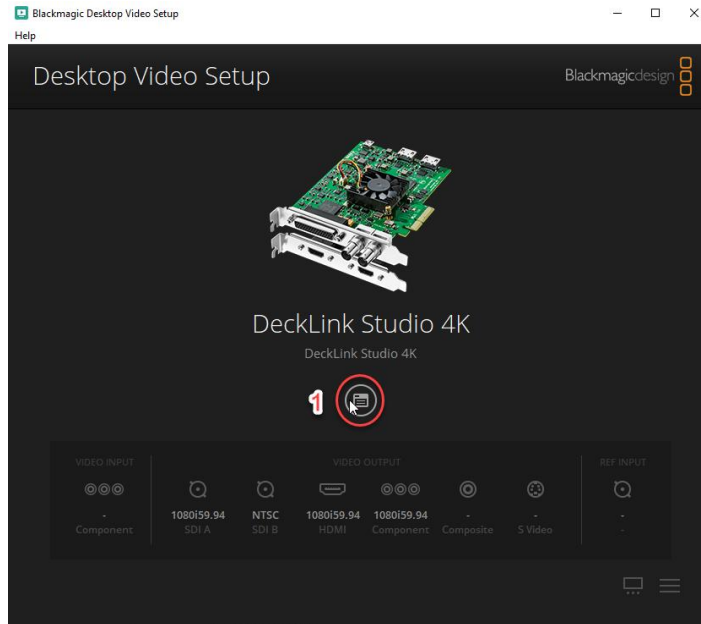 Blackmagic Desktop Video Setup
Help
Desktop Video Setup
Blackmagicdesign
DeckLink Studio 4K
DeckLink Studio 4K
1
VIDEO INPUT VIDEO OUTPUT REF INPUT
- 1080i59.94 NTSC 1080i59.94 1080i59.94 - - -
Component SDI A SDI B HDMI Component Composite S Video -